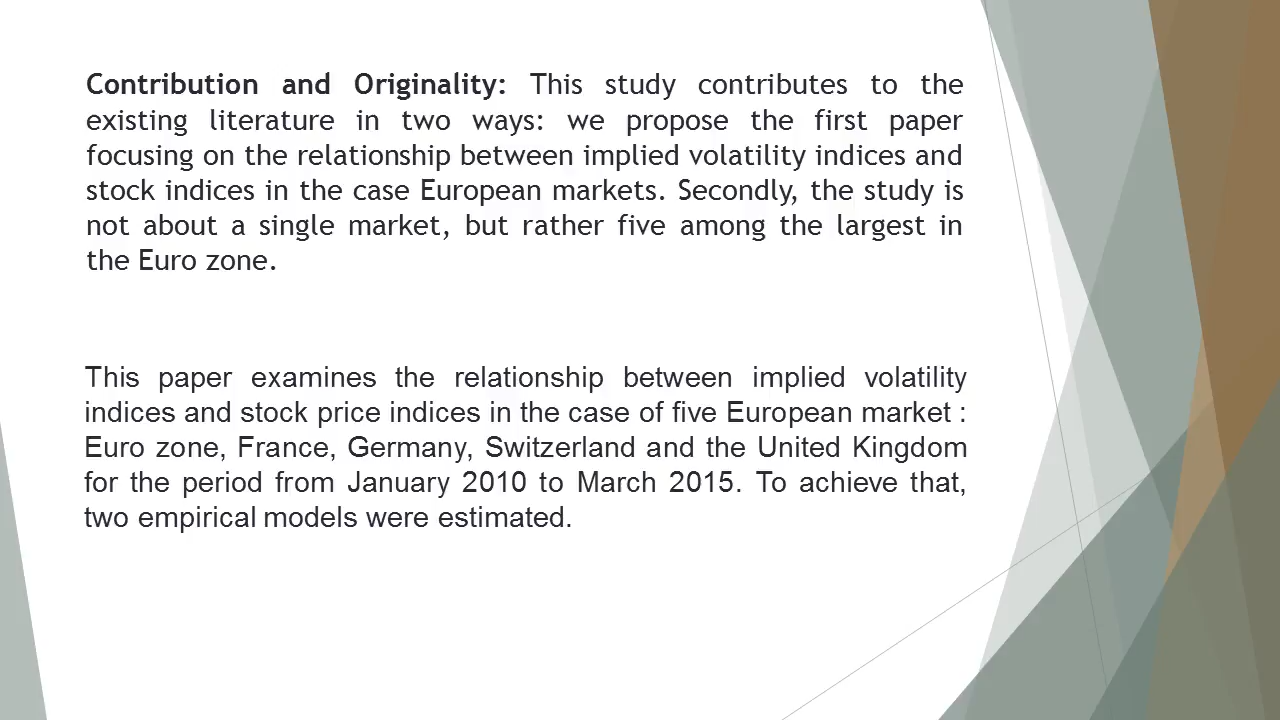 Contribution and Originality: This study contributes to the
existing literature in two ways: we propose the first paper
focusing on the relationship between implied volatility indices and
stock indices in the case European markets. Secondly, the study is
not about a single market, but rather five among the largest in
the Euro zone.
This paper examines the relationship between implied volatility
indices and stock price indices in the case of five European market :
Euro zone, France, Germany, Switzerland and the United Kingdom
for the period from January 2010 to March 2015. To achieve that,
two empirical models were estimated.